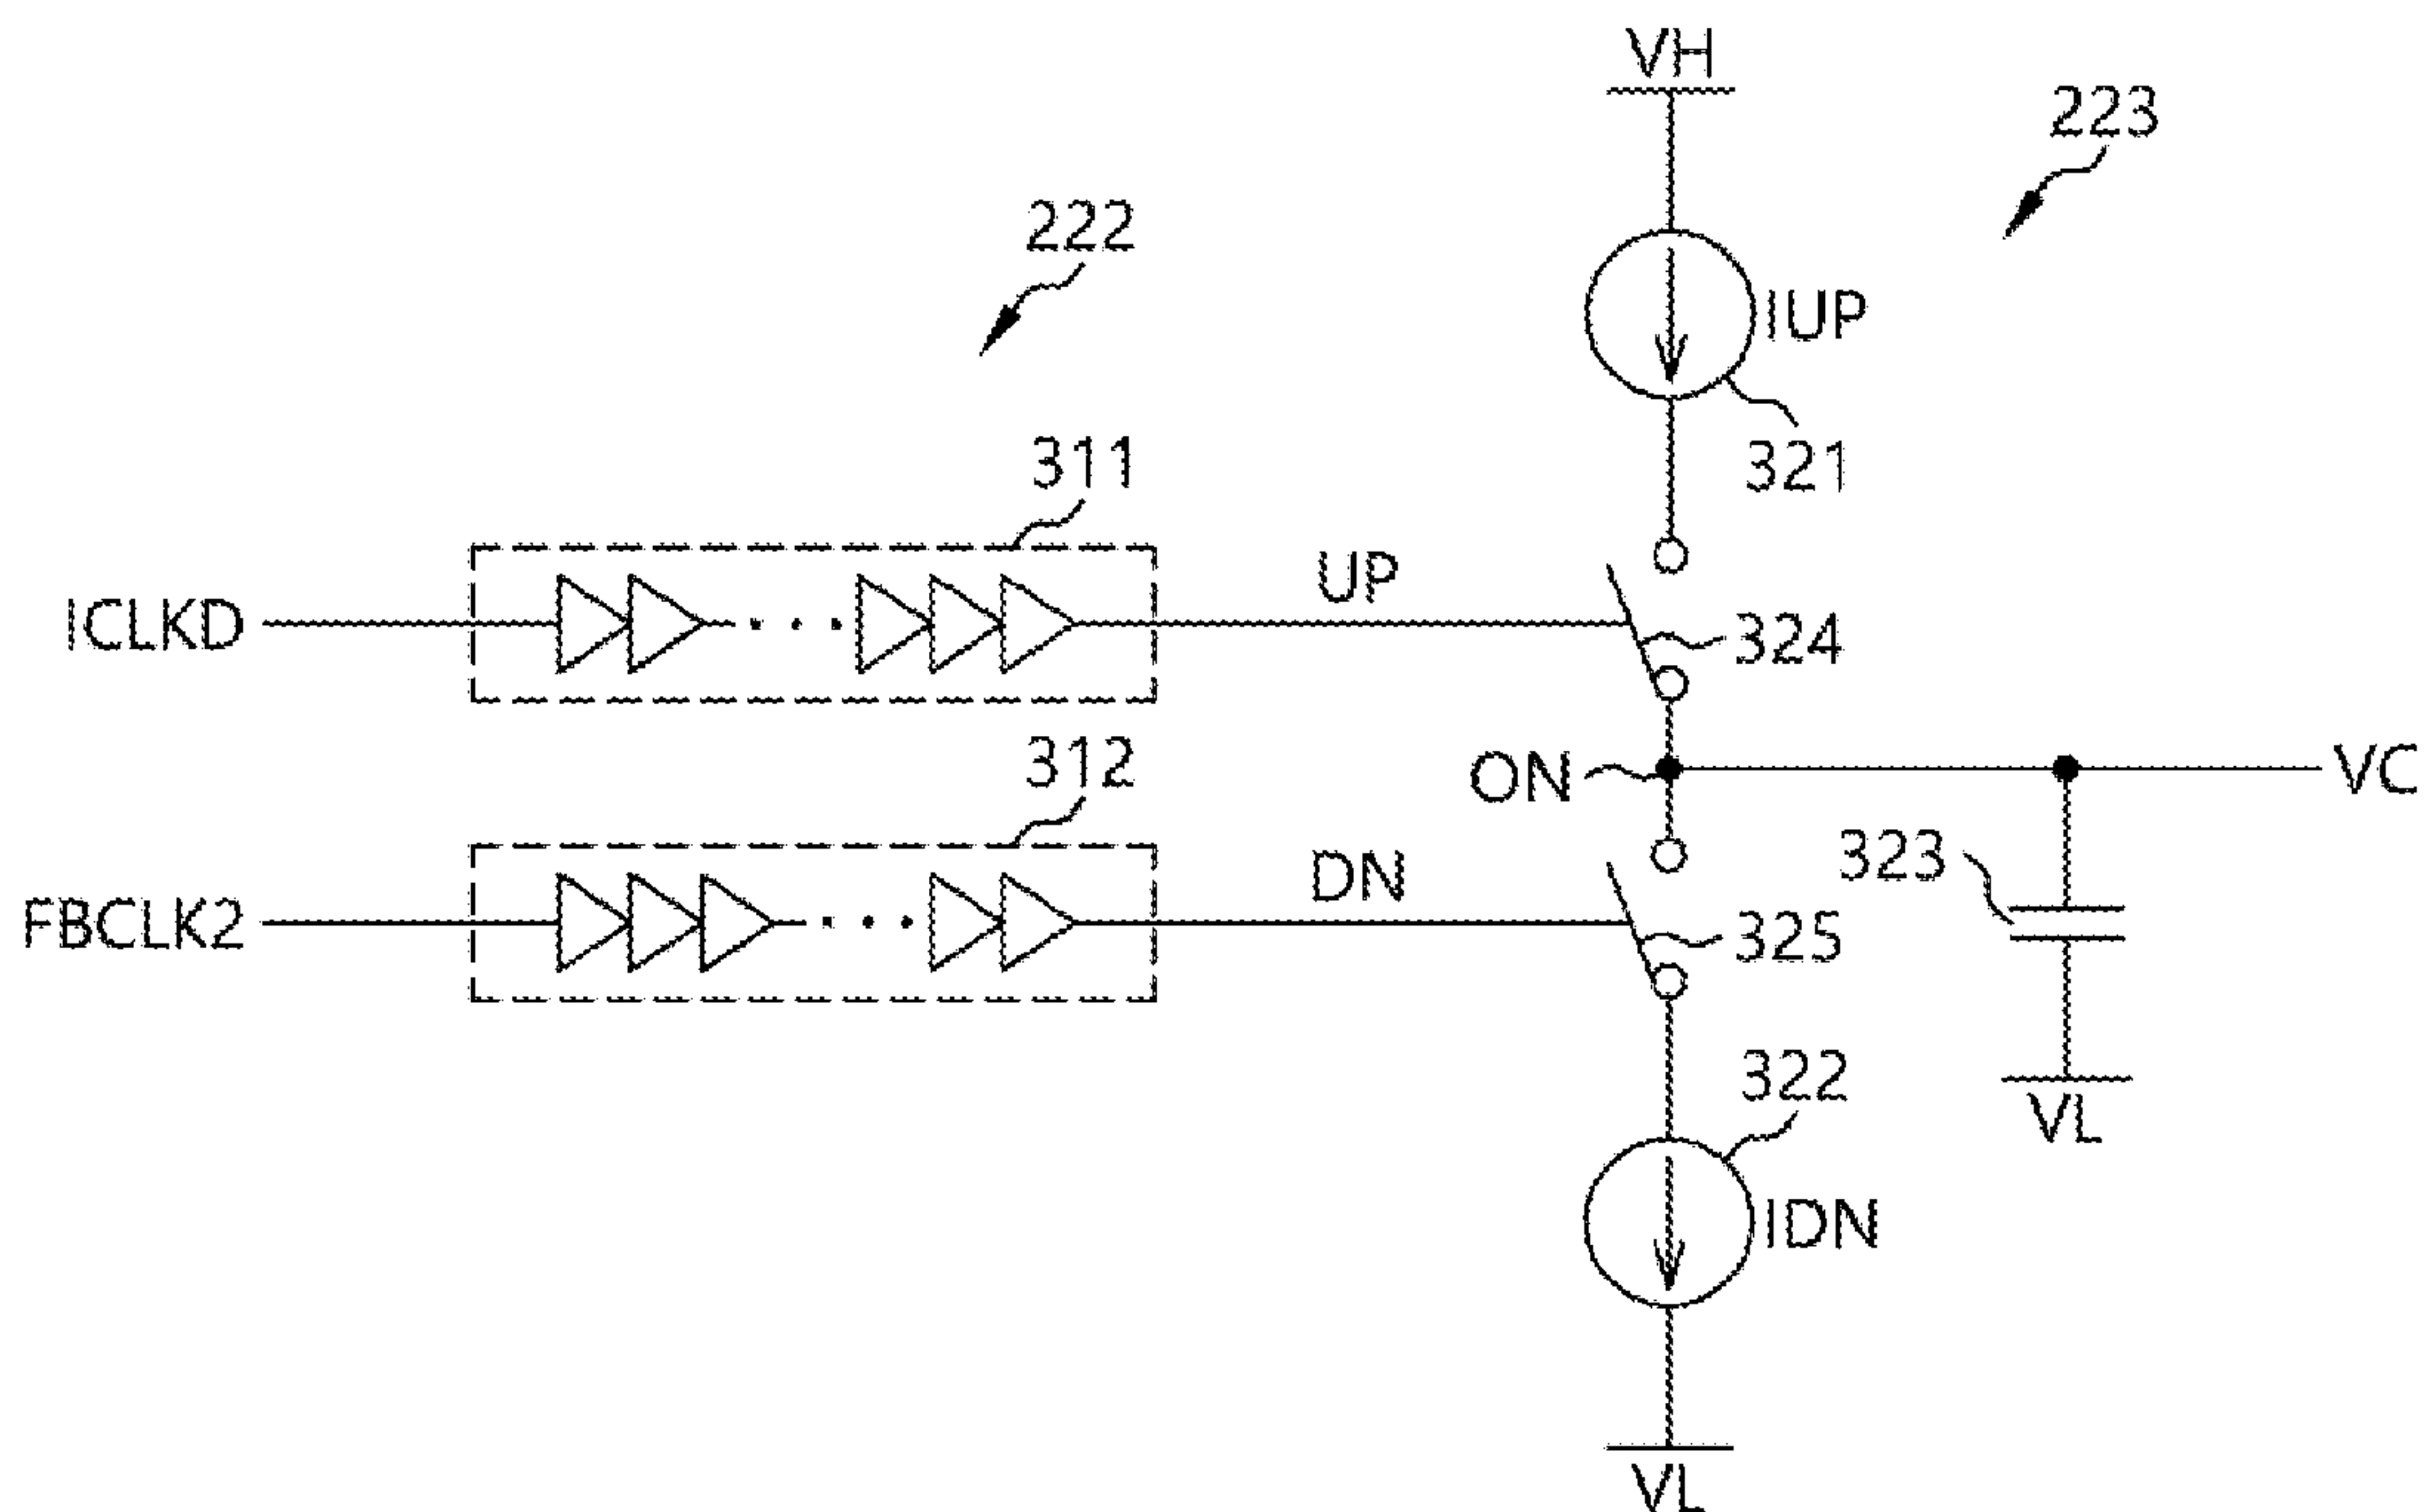 VH
223
222
IUP
321
311
UP
ICLKD
324
312
ON
VC
323
DN
FBCLK2
325
322
VL
IDN
VL